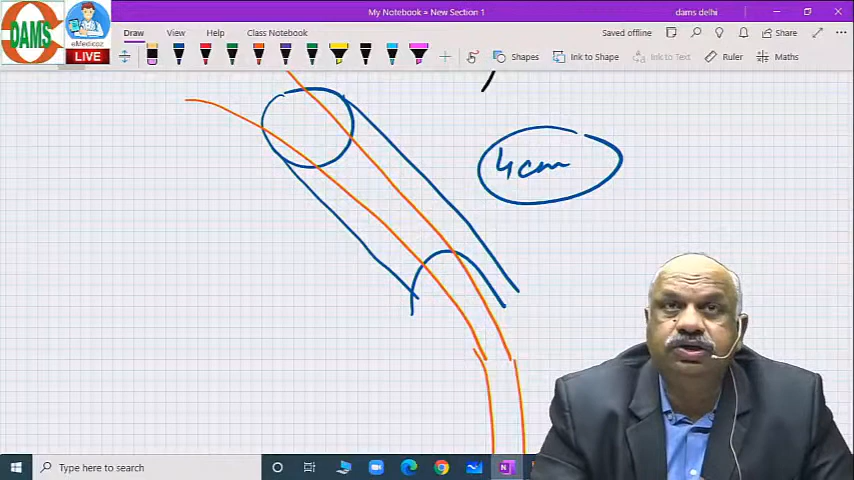 My Notebook = New Section 1
dams delhi
DAMS
eMedicoz
LIVE
Draw
View
Help
Class Notebook
Saved offline
Share
Shapes
Ink to Shape
Ink to Text
Ruler
Maths
4cm
Type here to search